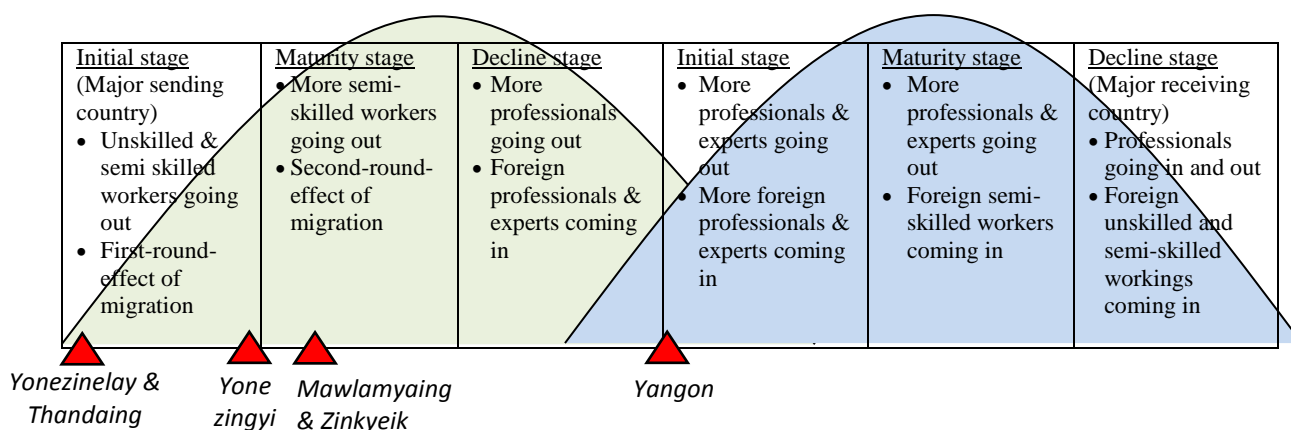 Initial stage
(Major sending
country)
• Unskilled &
semi skilled
workers going
out
• First-round-
effect of
migration
Maturity stage
• More semi-
skilled workers
going out
• Second-round-
effect of
migration
Decline stage
• More
professionals
going out
• Foreign
professionals &
experts coming
in
Initial stage
• More
professionals &
experts going
out
• More foreign
professionals &
experts coming
in
Maturity stage
• More
professionals &
experts going
out
• Foreign semi-
skilled workers
coming in
Decline stage
(Major receiving
country)
• Professionals
going in and out
• Foreign
unskilled and
semi-skilled
workings
coming in
Yonezinelay &
Thandaing
Yone
zingyi
Mawlamyaing
& Zinkyeik
Yangon